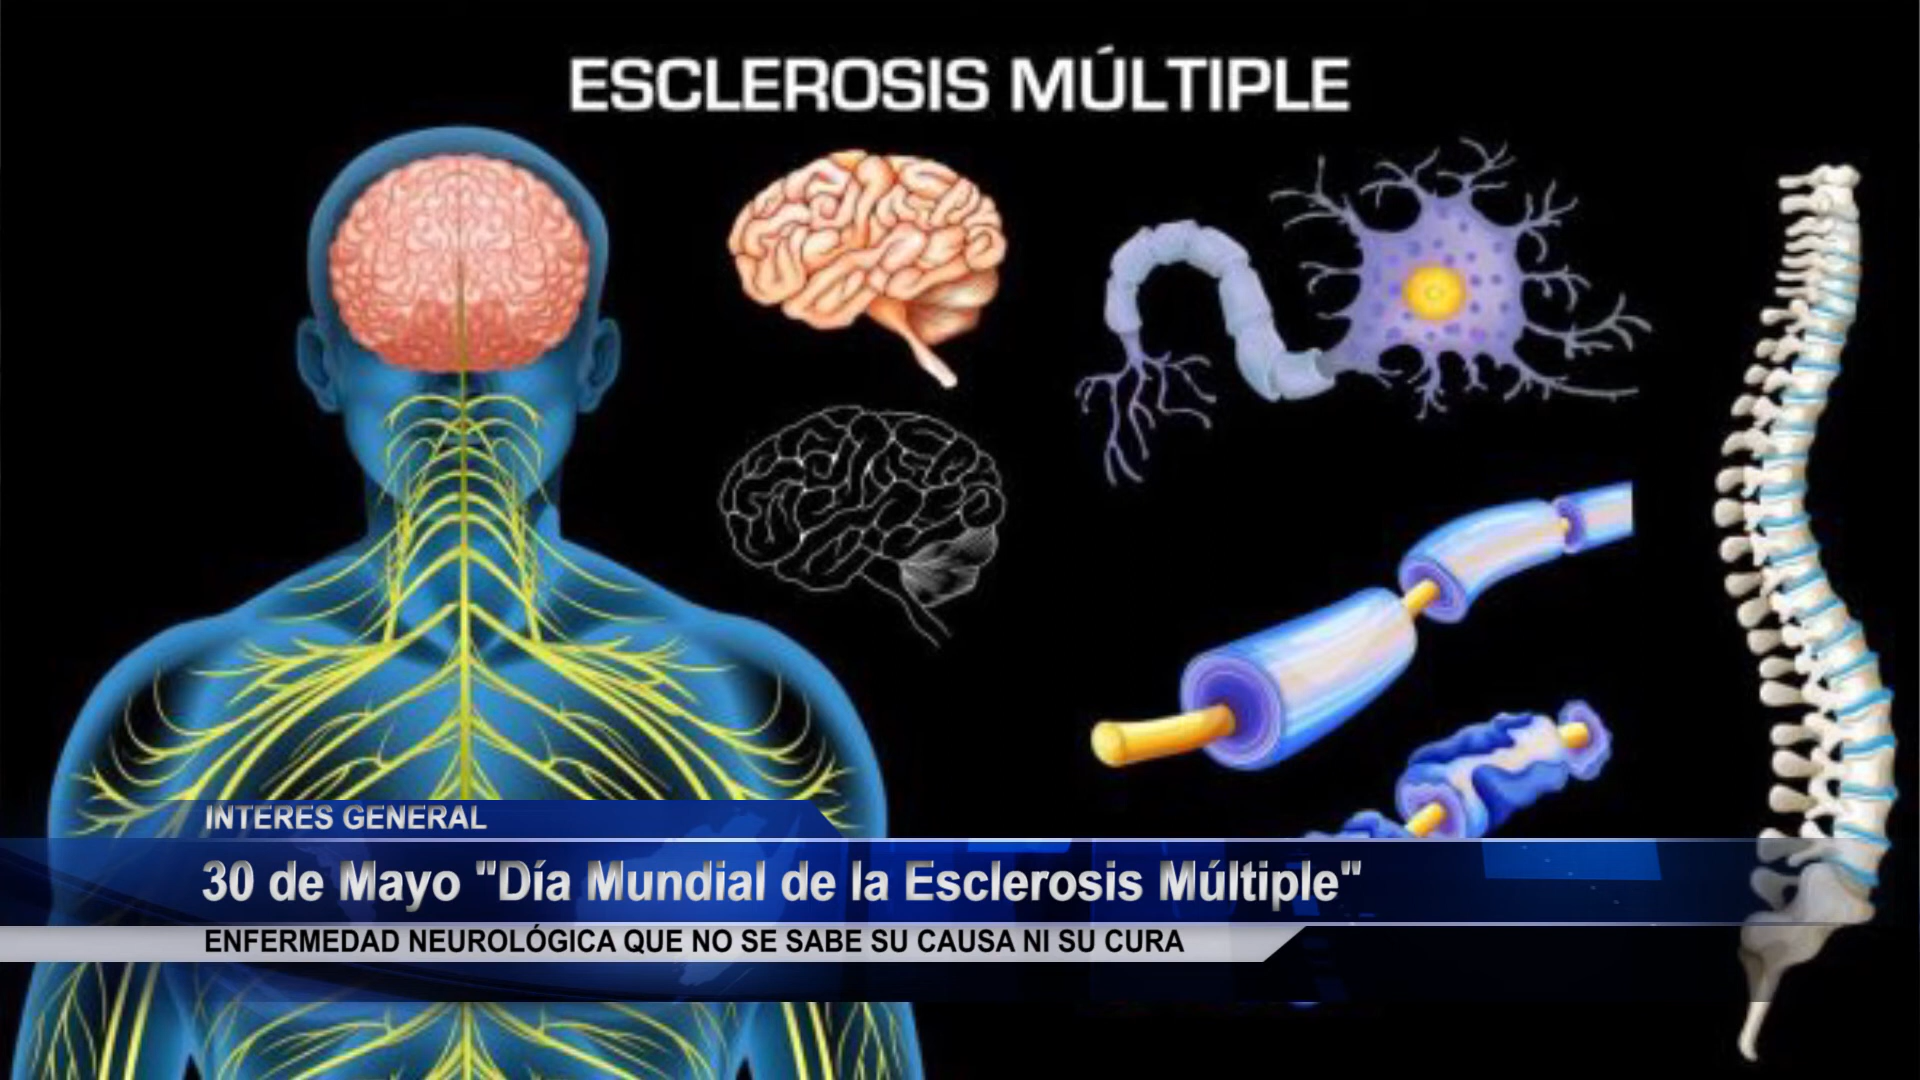 ESCLEROSIS MÚLTIPLE
INTERES GENERAL
30 de Mayo "Día Mundial de la Esclerosis Múltiple"
ENFERMEDAD NEUROLÓGICA QUE NO SE SABE SU CAUSA NI SU CURA